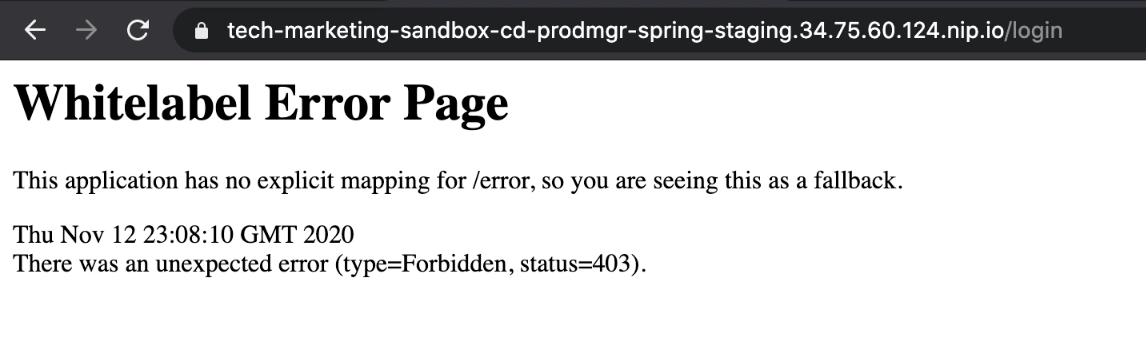 tech-marketing-sandbox-cd-prodmgr-spring-staging.34.75.60.124.nip.io/login
Whitelabel Error Page
This application has no explicit mapping for /error, so you are seeing this as a fallback.
Thu Nov 12 23:08:10 GMT 2020
There was an unexpected error (type=Forbidden, status=403).